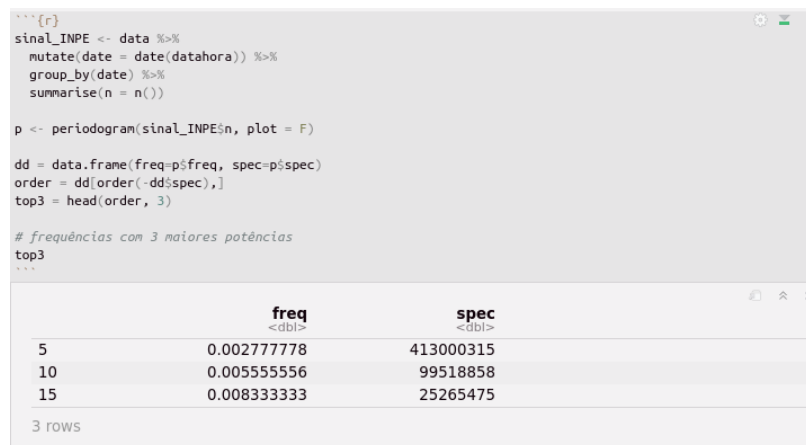 ```{r}
sinal_INPE <- data %>%
  mutate(date = date(datahora)) %>%
  group_by(date) %>%
  summarise(n = n())

p <- periodogram(sinal_INPE$n, plot = F)

dd = data.frame(freq=p$freq, spec=p$spec)
order = dd[order(-dd$spec),]
top3 = head(order, 3)

# frequências com 3 maiores potências
top3
```
freq spec
<dbl> <dbl>
5 0.002777778 413000315
10 0.005555556 99518858
15 0.008333333 25265475
3 rows